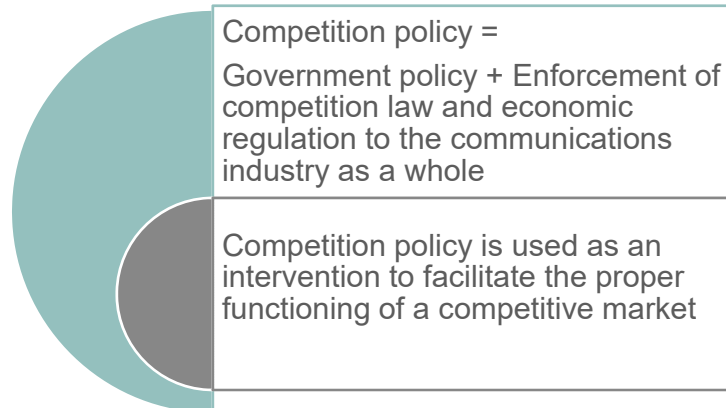 Competition policy =
Government policy + Enforcement of
competition law and economic
regulation to the communications
industry as a whole
Competition policy is used as an
intervention to facilitate the proper
functioning of a competitive market